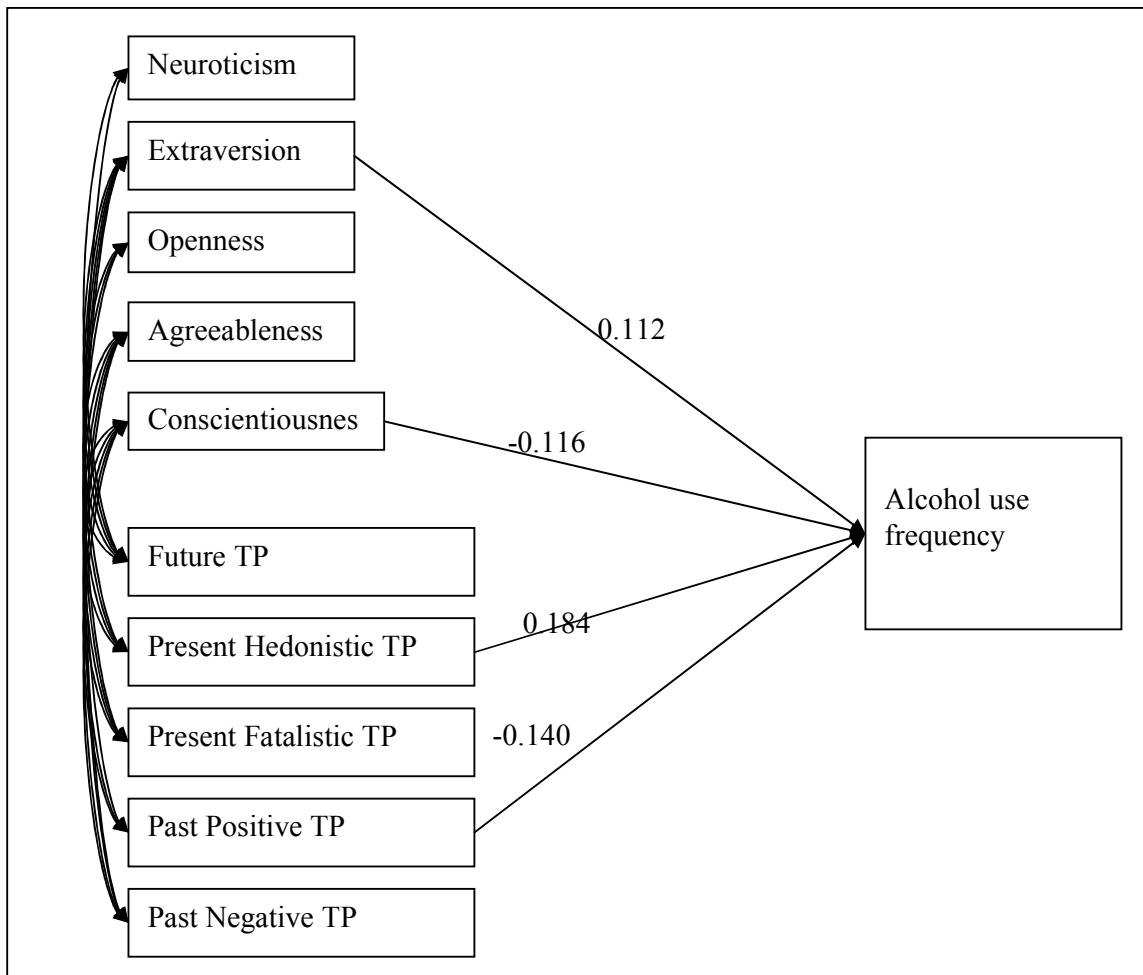 Neuroticism
Extraversion
Openness
Agreeableness
0.112
Conscientiousnes
-0.116
Alcohol use
frequency
Future TP
0.184
Present Hedonistic TP
Present Fatalistic TP
-0.140
Past Positive TP
Past Negative TP